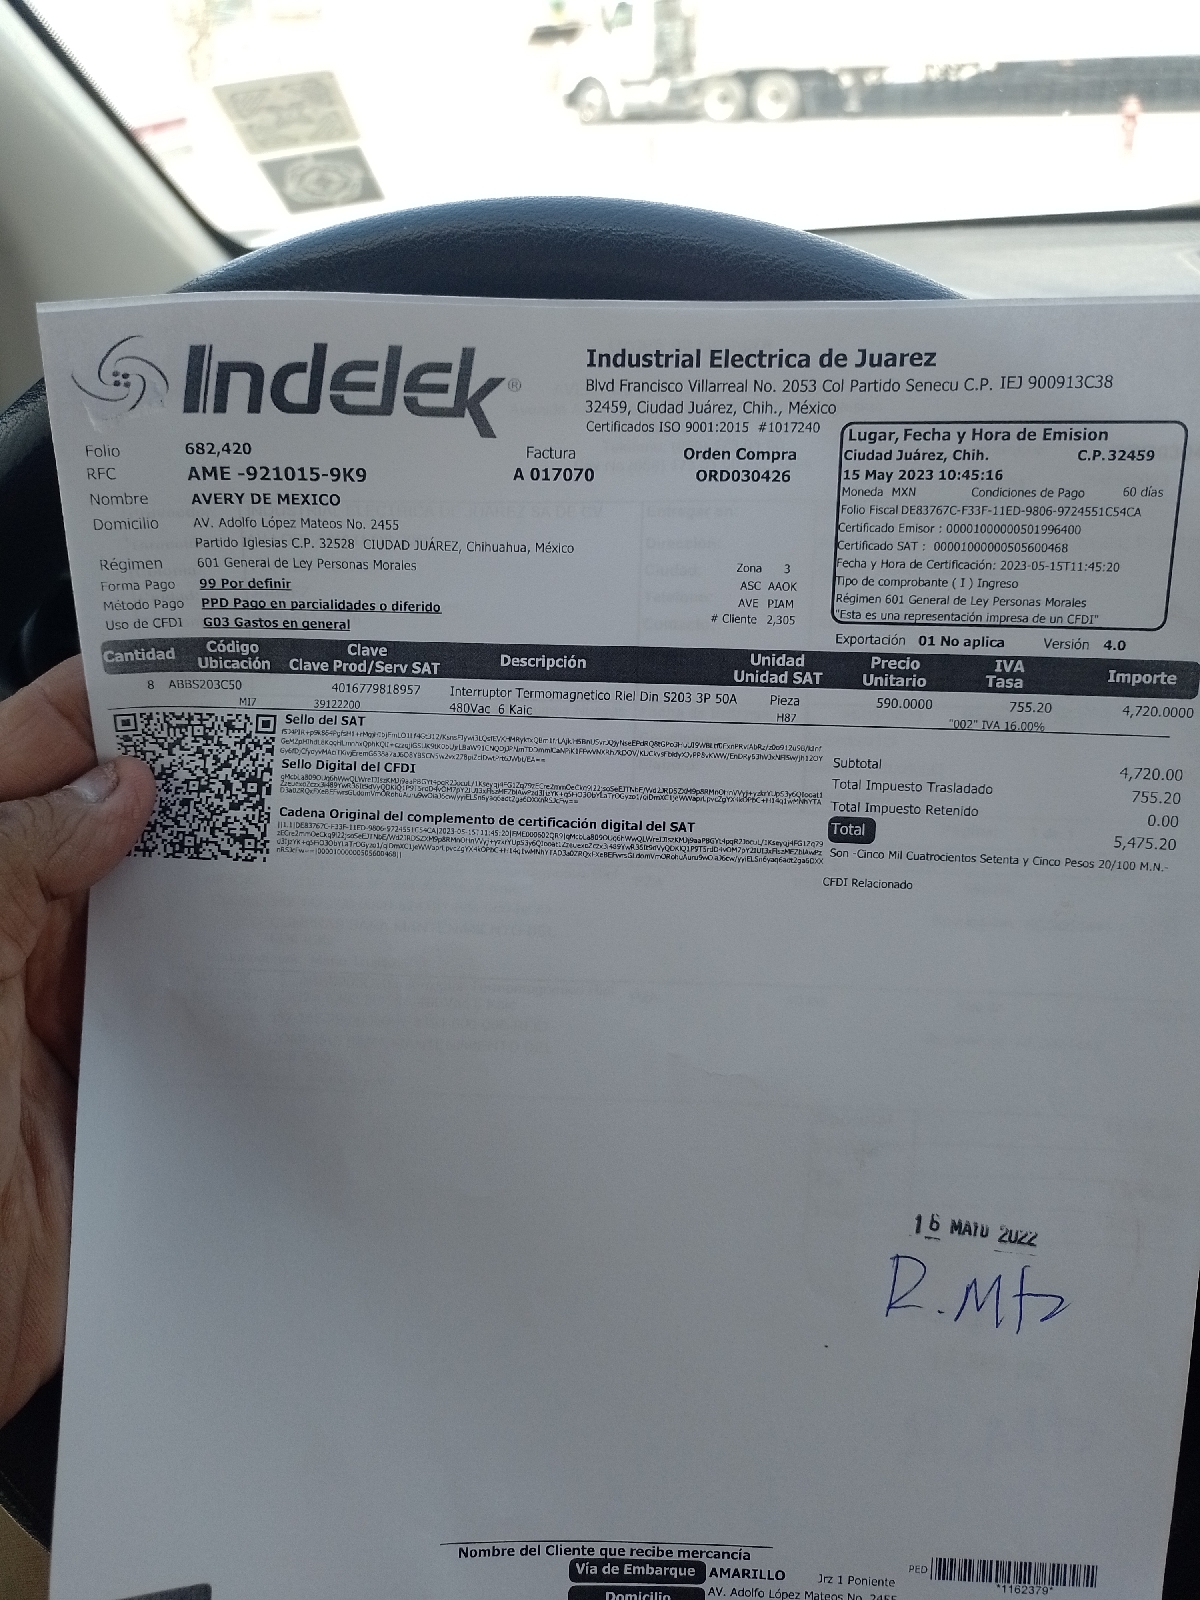 Indelek®
Industrial Electrica de Juarez
Blvd Francisco Villarreal No. 2053 Col Partido Senecu C.P. IEJ 900913C38
32459, Ciudad Juárez, Chih., México
Certificados ISO 9001:2015 #1017240
Folio 682,420
RFC AME -921015-9K9
Nombre AVERY DE MEXICO
Domicilio AV. Adolfo López Mateos No. 2455
Partido Iglesias C.P. 32528 CIUDAD JUÁREZ, Chihuahua, México
Régimen 601 General de Ley Personas Morales
Forma Pago 99 Por definir
Método Pago PPD Pago en parcialidades o diferido
Uso de CFDI G03 Gastos en general
Factura
A 017070
Orden Compra
ORD030426
Zona 3
ASC AAOK
AVE PIAM
# Cliente 2,305
Lugar, Fecha y Hora de Emision
Ciudad Juárez, Chih. C.P. 32459
15 May 2023 10:45:16
Moneda MXN Condiciones de Pago 60 días
Folio Fiscal DE83767C-F33F-11ED-9806-9724551C54CA
Certificado Emisor : 00001000000501996400
Certificado SAT : 00001000000505600468
Fecha y Hora de Certificación: 2023-05-15T11:45:20
Tipo de comprobante ( I ) Ingreso
Régimen 601 General de Ley Personas Morales
"Esta es una representación impresa de un CFDI"
Exportación 01 No aplica Versión 4.0
Cantidad Código Ubicación Clave Clave Prod/Serv SAT Descripción Unidad Unidad SAT Precio Unitario IVA Tasa Importe
8 ABBS203C50 4016779818957 Interruptor Termomagnetico Riel Din S203 3P 50A Pieza 590.0000 755.20 4,720.0000
M17 39122200 480Vac 6 Kaic H87 "002" IVA 16.00%
Sello del SAT
Sello Digital del CFDI
Cadena Original del complemento de certificación digital del SAT
Subtotal 4,720.00
Total Impuesto Trasladado 755.20
Total Impuesto Retenido 0.00
Total 5,475.20
Son -Cinco Mil Cuatrocientos Setenta y Cinco Pesos 20/100 M.N.-
CFDI Relacionado
16 MAYO 2022
R. Mtz
Nombre del Cliente que recibe mercancía
Vía de Embarque AMARILLO Jrz 1 Poniente
PED *1162379*
Domicilio AV. Adolfo López Mateos No. 2455